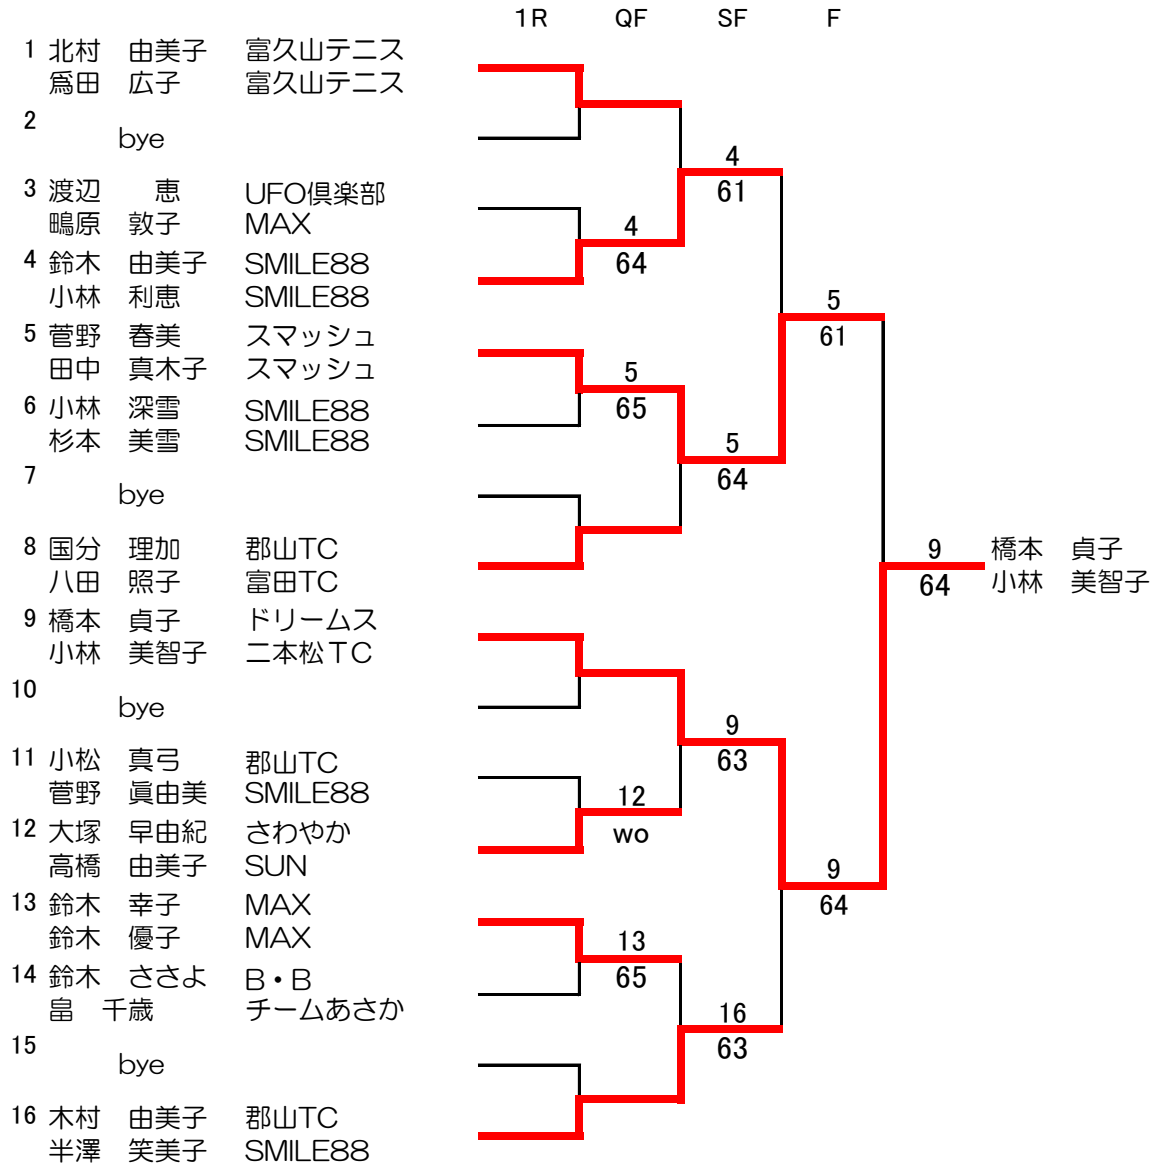 1R QF SF F
1 北村 由美子 富久山テニス
爲田 広子 富久山テニス
2 bye
3 渡辺 恵 UFO倶楽部
鴫原 敦子 MAX
4 鈴木 由美子 SMILE88
小林 利恵 SMILE88
5 菅野 春美 スマッシュ
田中 真木子 スマッシュ
6 小林 深雪 SMILE88
杉本 美雪 SMILE88
7 bye
8 国分 理加 郡山TC
八田 照子 富田TC
9 橋本 貞子 ドリームス
小林 美智子 二本松TC
10 bye
11 小松 真弓 郡山TC
菅野 眞由美 SMILE88
12 大塚 早由紀 さわやか
高橋 由美子 SUN
13 鈴木 幸子 MAX
鈴木 優子 MAX
14 鈴木 ささよ B・B
畠 千歳 チームあさか
15 bye
16 木村 由美子 郡山TC
半澤 笑美子 SMILE88
4
64
5
65
12
wo
13
65
4
61
5
64
9
63
16
63
5
61
9
64
9
64
橋本 貞子
小林 美智子